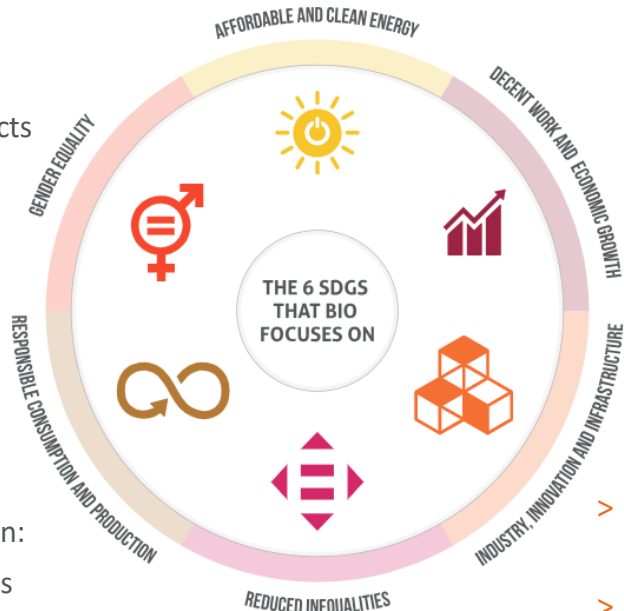 AFFORDABLE AND CLEAN ENERGY
DECENT WORK AND ECONOMIC GROWTH
cts
GENDER EQUALITY
THE 6 SDGS
THAT BIO
FOCUSES ON
RESPONSIBLE CONSUMPTION AND PRODUCTION
INDUSTRY, INNOVATION AND INFRASTRUCTURE
>
n:
s
>
REDUCED INEQUALITIES